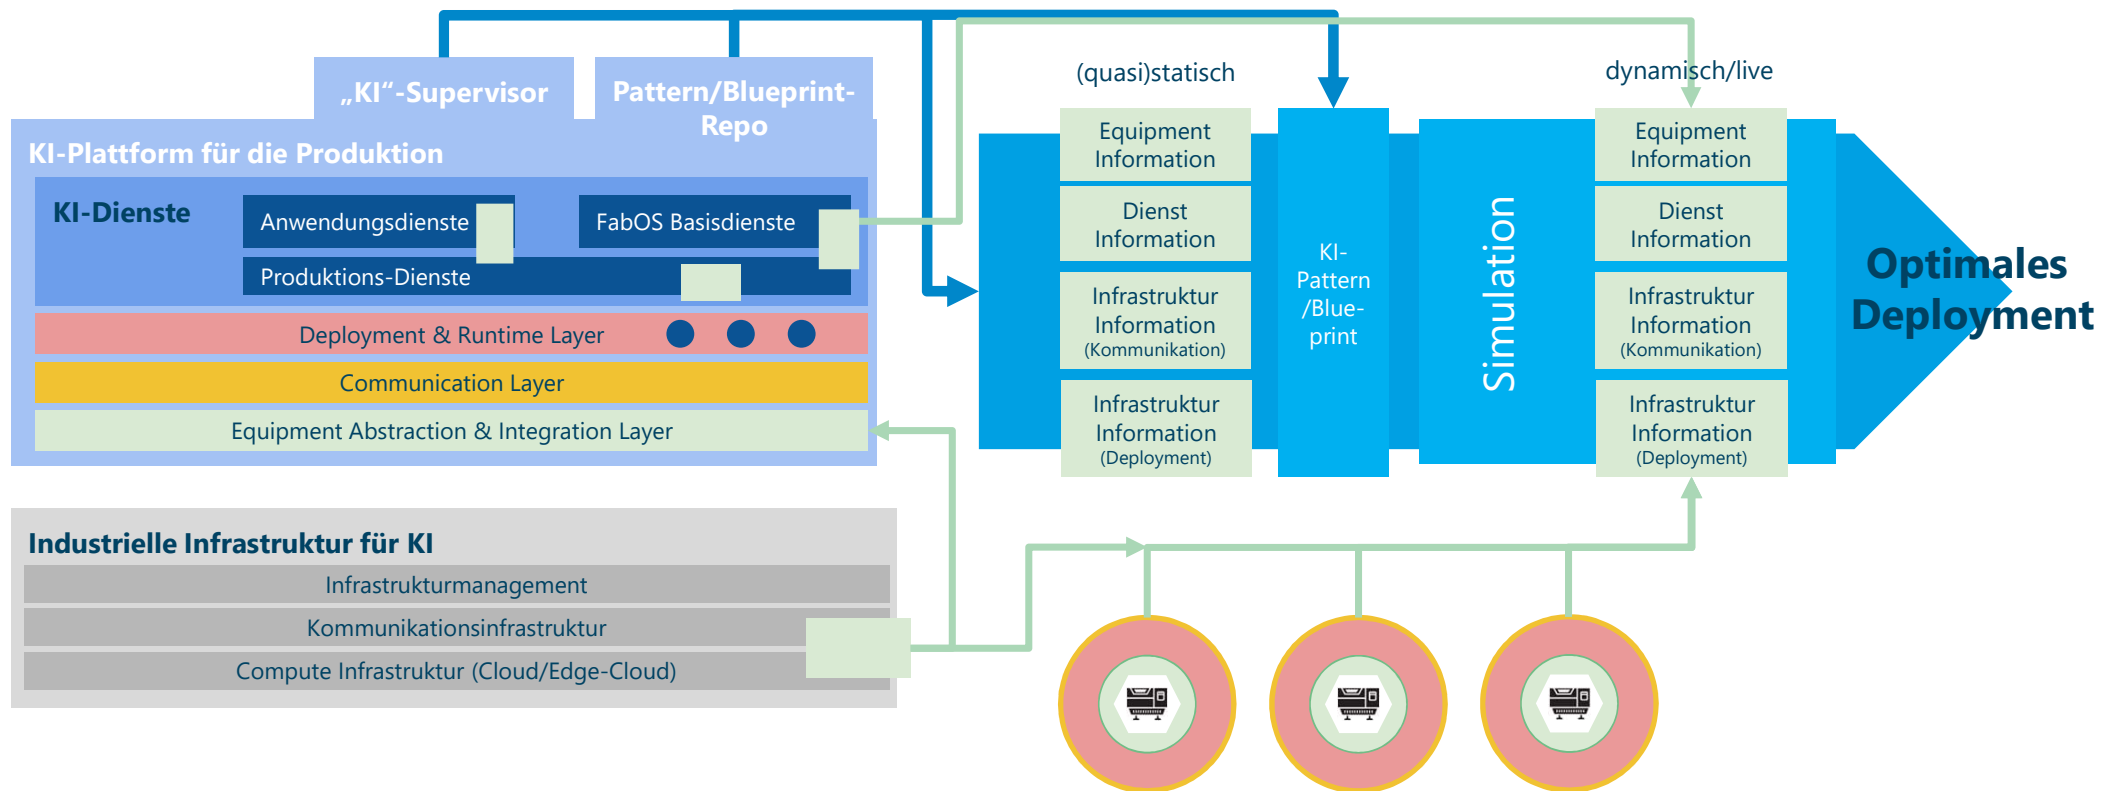 „KI“-Supervisor
Pattern/Blueprint-
Repo
KI-Plattform für die Produktion
KI-Dienste
Anwendungsdienste
FabOS Basisdienste
Produktions-Dienste
Deployment & Runtime Layer
Communication Layer
Equipment Abstraction & Integration Layer
Industrielle Infrastruktur für KI
Infrastrukturmanagement
Kommunikationsinfrastruktur
Compute Infrastruktur (Cloud/Edge-Cloud)
(quasi)statisch
Equipment
Information
Dienst
Information
Infrastruktur
Information
(Kommunikation)
Infrastruktur
Information
(Deployment)
KI-
Pattern
/Blue-
print
Simulation
dynamisch/live
Equipment
Information
Dienst
Information
Infrastruktur
Information
(Kommunikation)
Infrastruktur
Information
(Deployment)
Optimales
Deployment